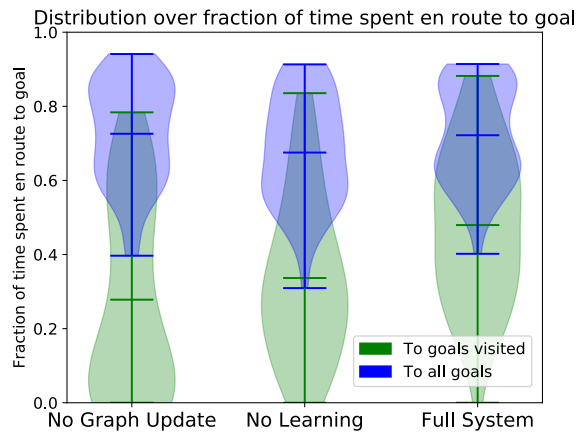 Distribution over fraction of time spent en route to goal
Fraction of time spent en route to goal
1.0
0.8
0.6
0.4
0.2
0.0
To goals visited
To all goals
No Graph Update
No Learning
Full System